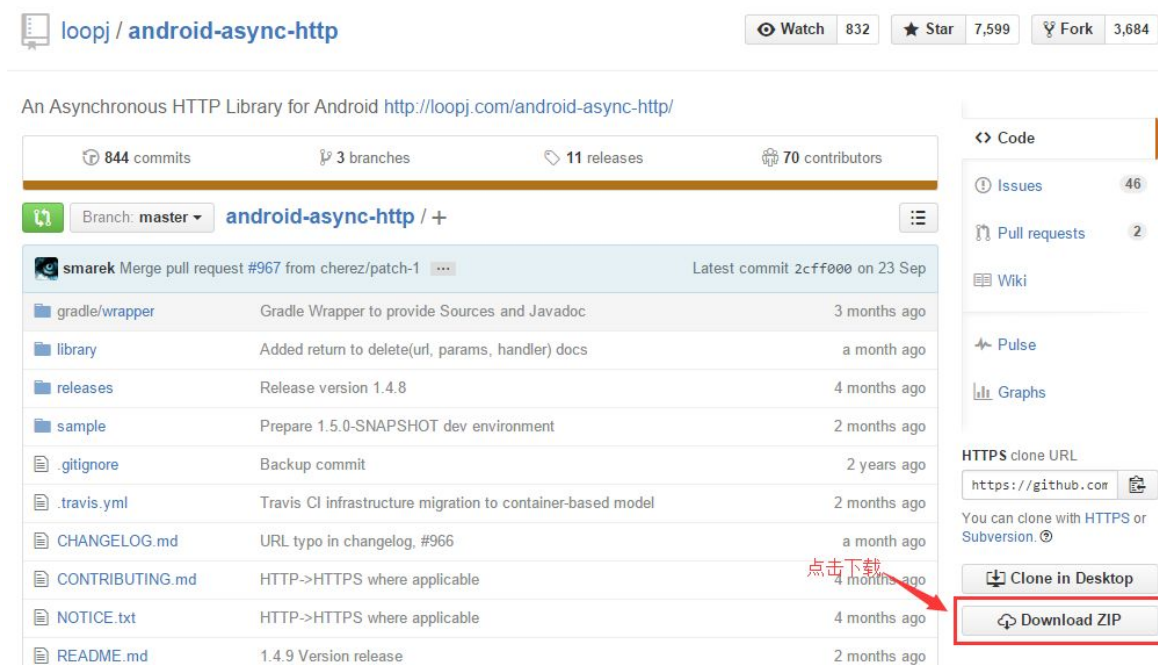 loopj / android-async-http
Watch 832 Star 7,599 Fork 3,684
An Asynchronous HTTP Library for Android http://loopj.com/android-async-http/
844 commits 3 branches 11 releases 70 contributors
Branch: master android-async-http / +
smarek Merge pull request #967 from cherez/patch-1 ... Latest commit 2cff000 on 23 Sep
gradle/wrapper Gradle Wrapper to provide Sources and Javadoc 3 months ago
library Added return to delete(url, params, handler) docs a month ago
releases Release version 1.4.8 4 months ago
sample Prepare 1.5.0-SNAPSHOT dev environment 2 months ago
.gitignore Backup commit 2 years ago
.travis.yml Travis CI infrastructure migration to container-based model 2 months ago
CHANGELOG.md URL typo in changelog, #966 a month ago
CONTRIBUTING.md HTTP->HTTPS where applicable 4 months ago
NOTICE.txt HTTP->HTTPS where applicable 4 months ago
README.md 1.4.9 Version release 2 months ago
Code
Issues 46
Pull requests 2
Wiki
Pulse
Graphs
HTTPS clone URL
https://github.com
You can clone with HTTPS or
Subversion.
Clone in Desktop
点击下载
Download ZIP